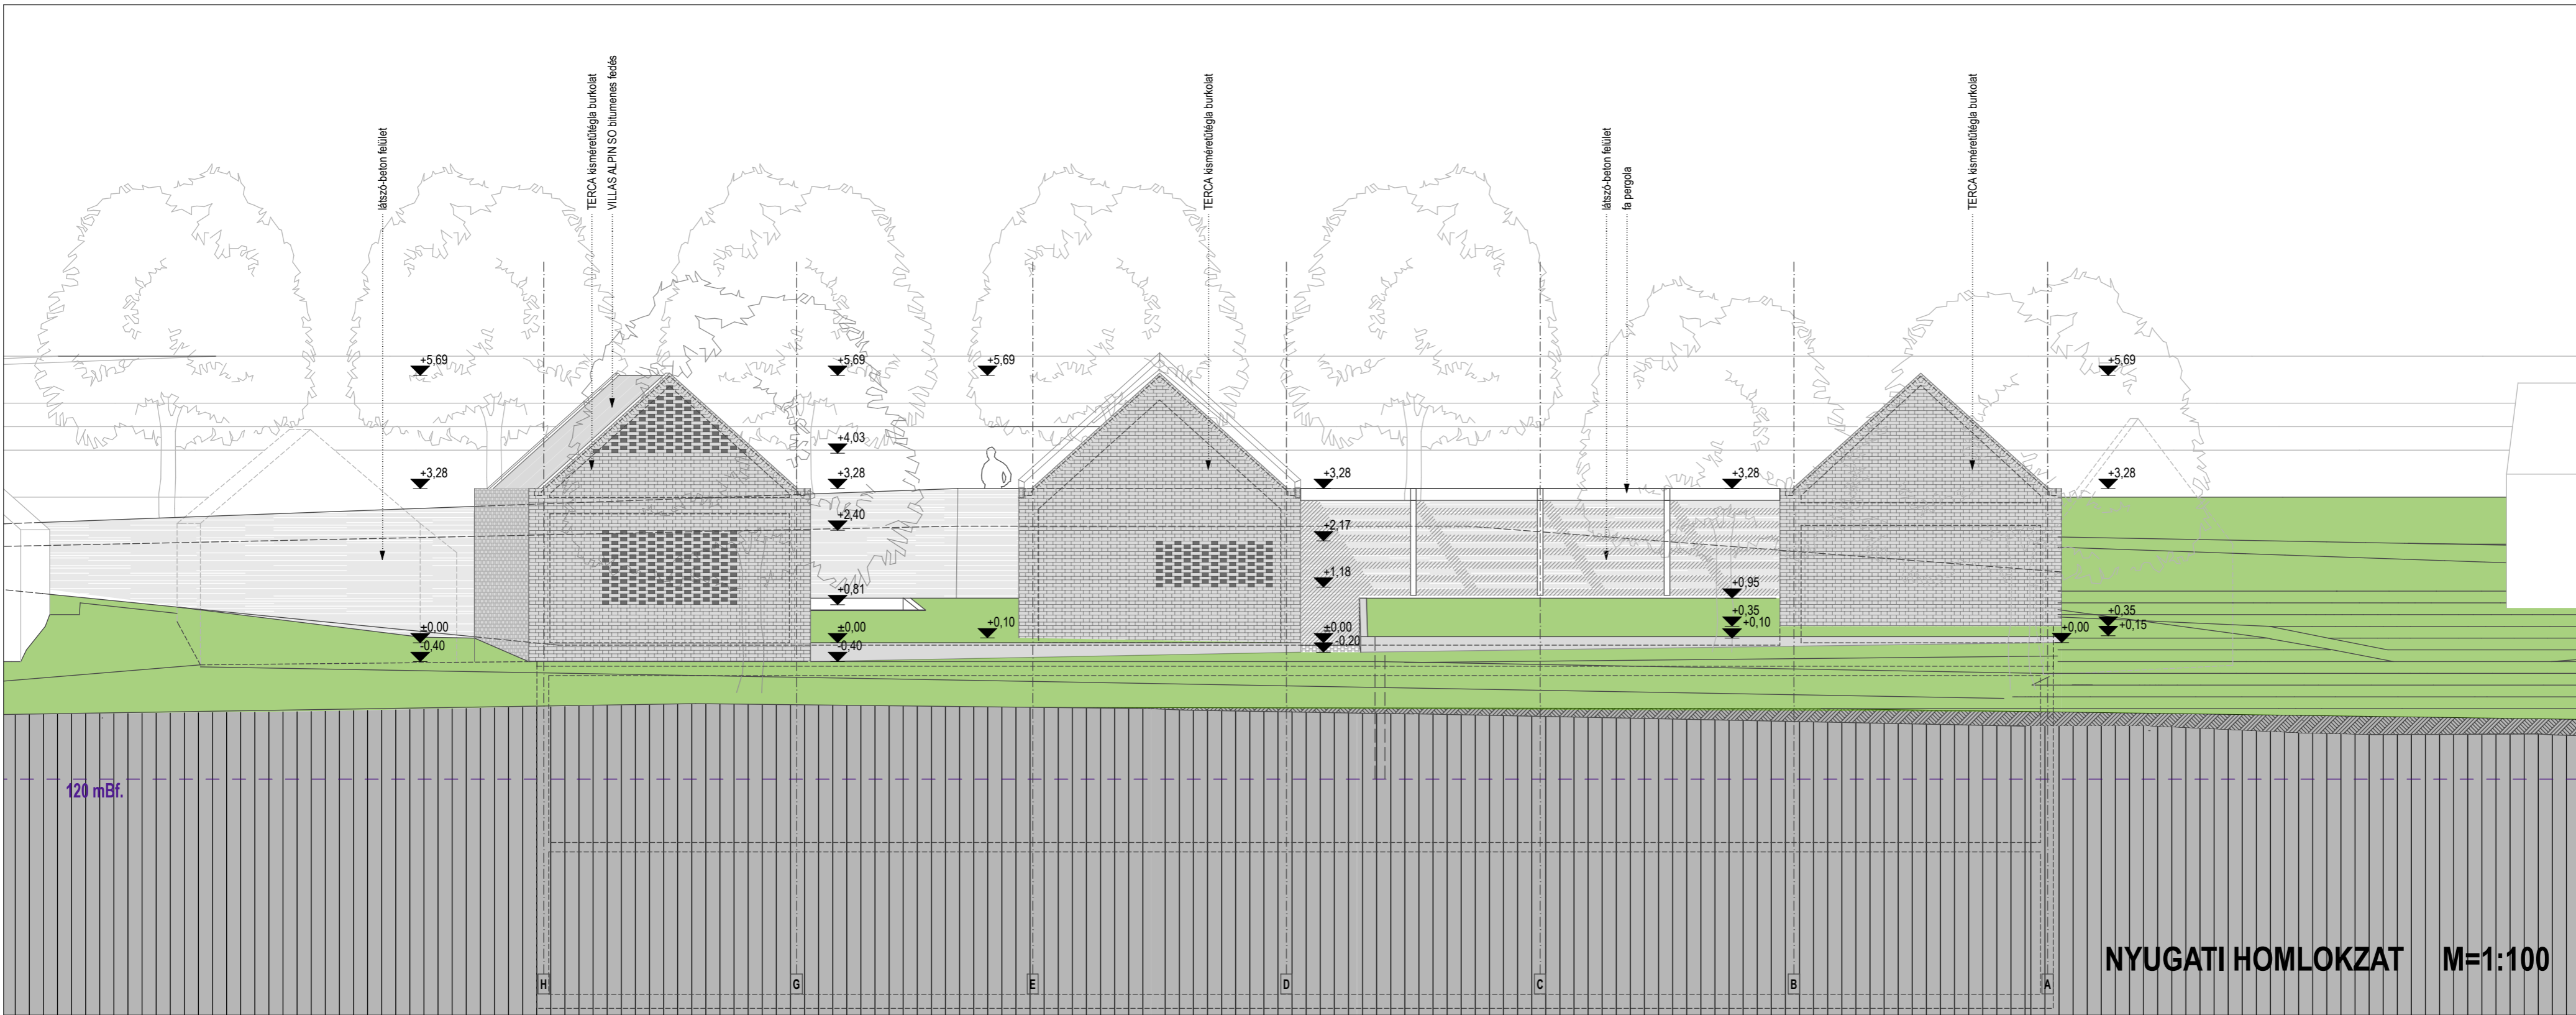 látszó-beton felület
TERCA kisméretűtégla burkolat
VILLAS ALPIN SO bitumenes fedés
TERCA kisméretűtégla burkolat
látszó-beton felület
fa pergola
TERCA kisméretűtégla burkolat
+5,69
+5,69
+5,69
+5,69
+4,03
+3,28
+3,28
+3,28
+3,28
+3,28
+2,40
+2,17
+1,18
+0,81
+0,95
±0,00
-0,40
±0,00
-0,40
+0,10
±0,00
-0,20
+0,35
+0,10
+0,00
+0,35
+0,15
120 mBf.
NYUGATI HOMLOKZAT M=1:100
H
G
E
D
C
B
A